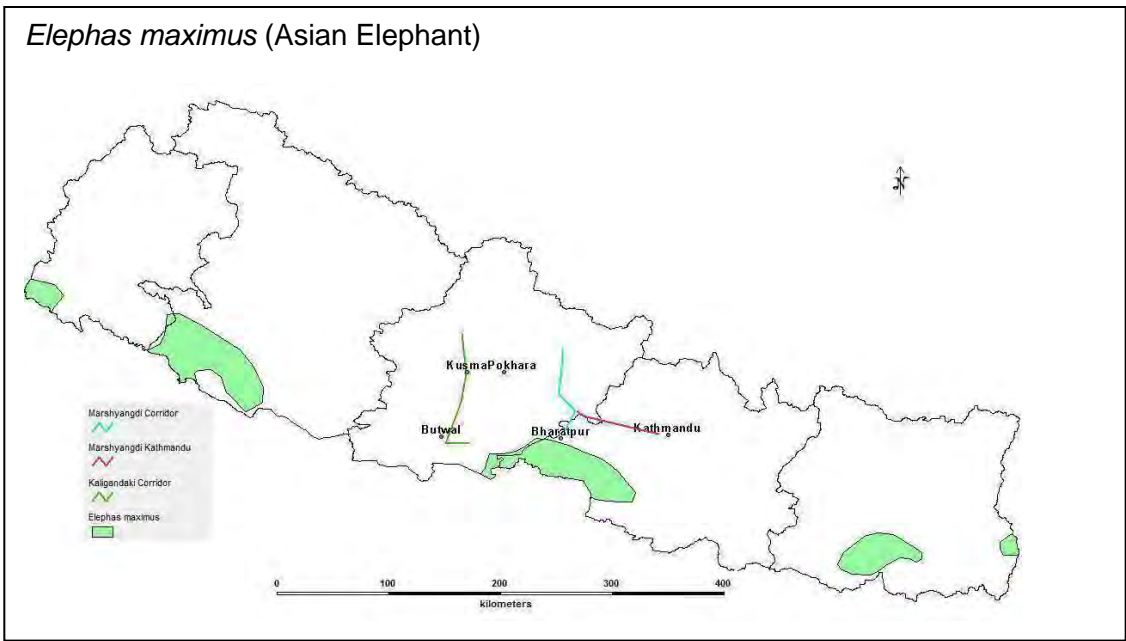 Elephas maximus (Asian Elephant)
N
KusmaPokhara
Butwal
Bharatpur
Kathmandu
Marshyangdi Corridor
Marshyangdi Kathmandu
Kaligandaki Corridor
Elephas maximus
0 100 200 300 400
kilometers